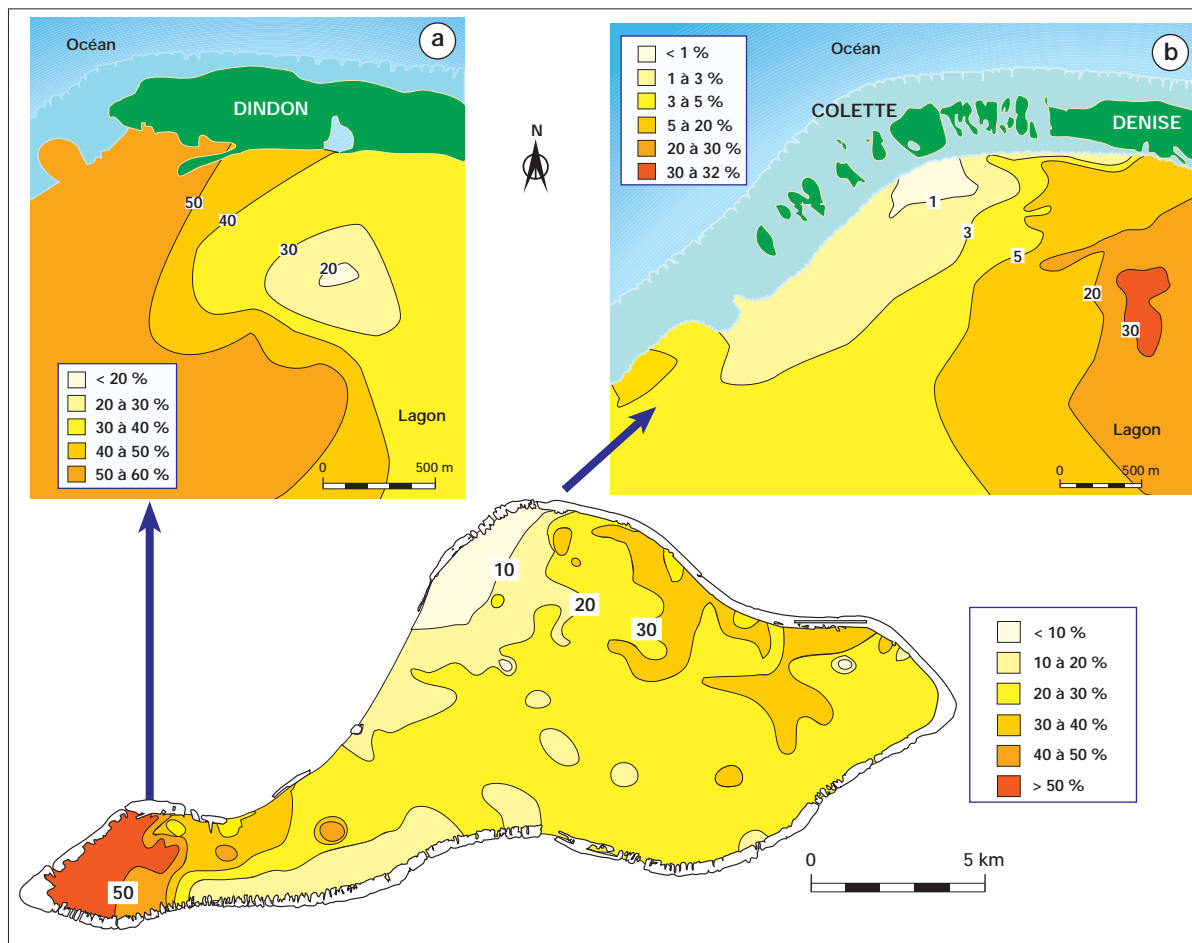 Océan
a
DINDON
N
50
40
30
20
Lagon
< 20 %
20 à 30 %
30 à 40 %
40 à 50 %
50 à 60 %
0 500 m
< 1 %
1 à 3 %
3 à 5 %
5 à 20 %
20 à 30 %
30 à 32 %
Océan
b
COLETTE
DENISE
1
3
5
20
30
Lagon
0 500 m
10
20
30
50
< 10 %
10 à 20 %
20 à 30 %
30 à 40 %
40 à 50 %
> 50 %
0 5 km